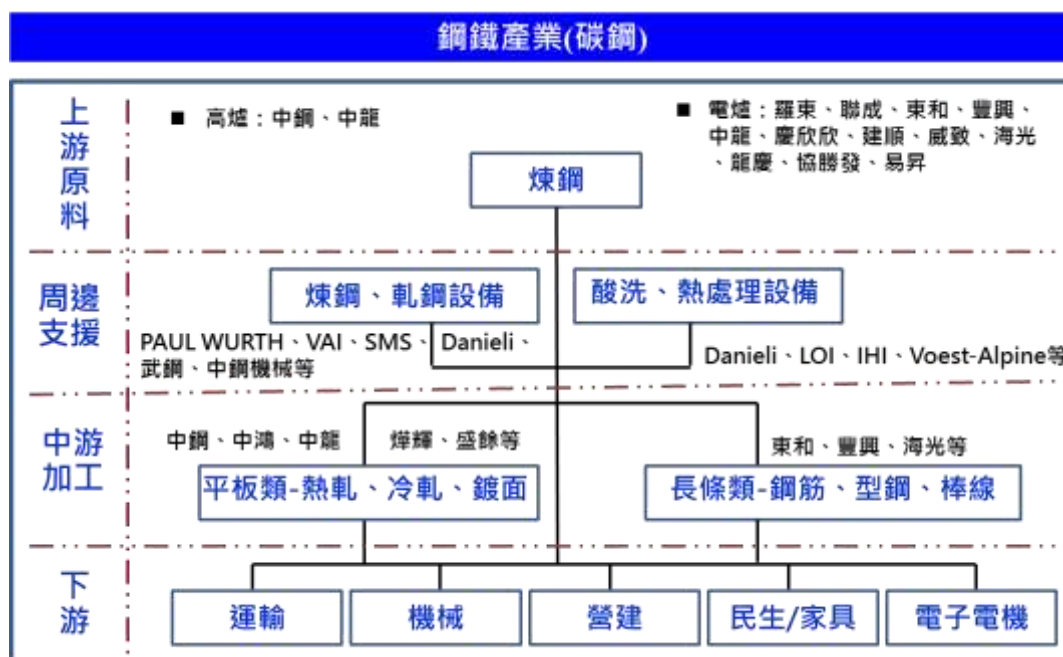 鋼鐵產業(碳鋼)
上游原料
■ 高爐：中鋼、中龍
■ 電爐：羅東、聯成、東和、豐興、
中龍、慶欣欣、建順、威致、海光
、龍慶、協勝發、易昇
煉鋼
周邊
支援
煉鋼、軋鋼設備
酸洗、熱處理設備
PAUL WURTH、VAI、SMS、Danieli、
武鋼、中鋼機械等
Danieli、LOI、IHI、Voest-Alpine等
中游
加工
中鋼、中鴻、中龍
燁輝、盛餘等
東和、豐興、海光等
平板類-熱軋、冷軋、鍍面
長條類-鋼筋、型鋼、棒線
下游
運輸
機械
營建
民生/家具
電子電機